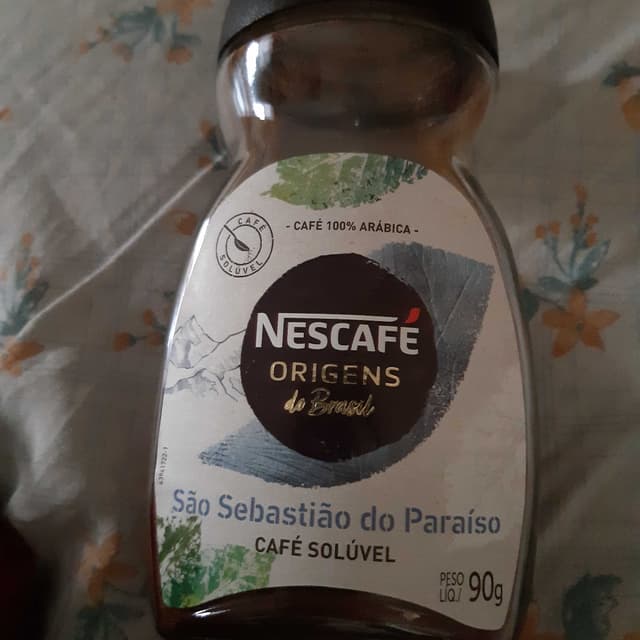 CAFÉ
SOLÚVEL
- CAFÉ 100% ARÁBICA -
NESCAFÉ
ORIGENS
do Brasil
São Sebastião do Paraíso
CAFÉ SOLÚVEL
PESO
LÍQ./ 90g